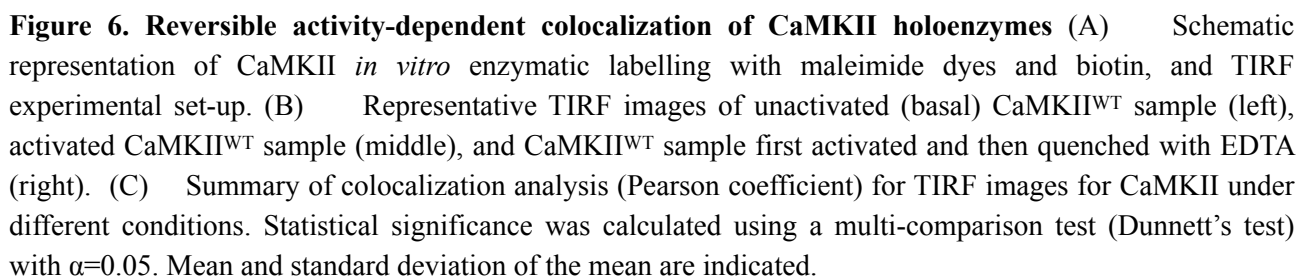 Figure 6. Reversible activity-dependent colocalization of CaMKII holoenzymes (A) Schematic
representation of CaMKII in vitro enzymatic labelling with maleimide dyes and biotin, and TIRF
experimental set-up. (B) Representative TIRF images of unactivated (basal) CaMKIIWT sample (left),
activated CaMKIIWT sample (middle), and CaMKIIWT sample first activated and then quenched with EDTA
(right). (C) Summary of colocalization analysis (Pearson coefficient) for TIRF images for CaMKII under
different conditions. Statistical significance was calculated using a multi-comparison test (Dunnett’s test)
with α=0.05. Mean and standard deviation of the mean are indicated.